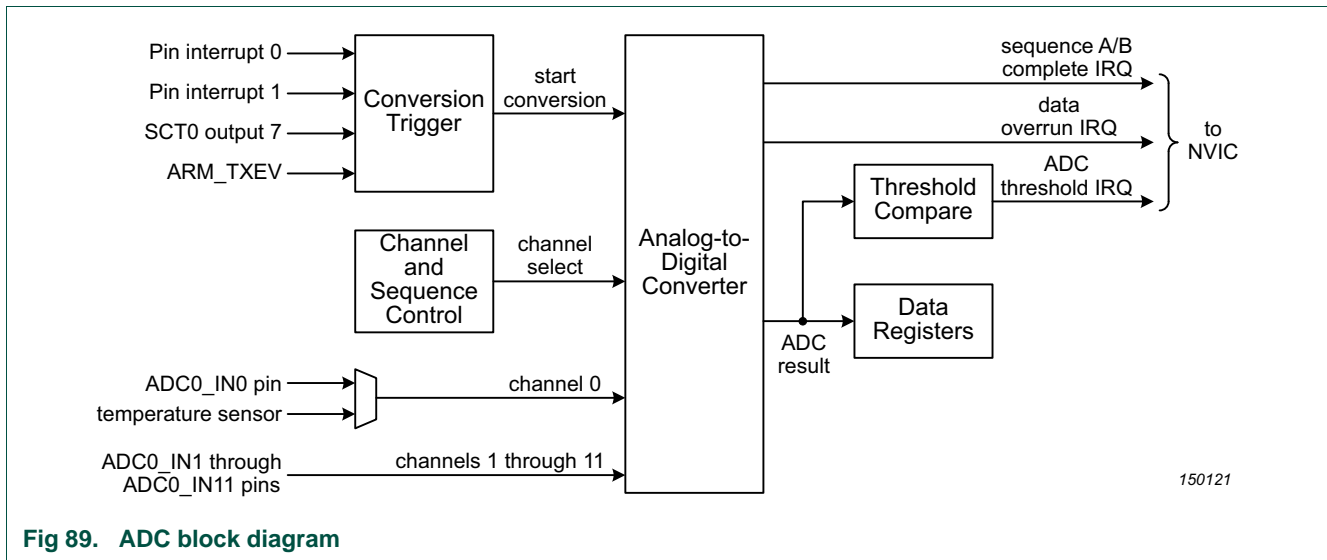 Pin interrupt 0
Pin interrupt 1
SCT0 output 7
ARM_TXEV
Conversion
Trigger
start
conversion
Channel
and
Sequence
Control
channel
select
ADC0_IN0 pin
temperature sensor
channel 0
ADC0_IN1 through
ADC0_IN11 pins
channels 1 through 11
Analog-to-
Digital
Converter
sequence A/B
complete IRQ
data
overrun IRQ
ADC
threshold IRQ
to
NVIC
Threshold
Compare
Data
Registers
ADC
result
150121
Fig 89. ADC block diagram